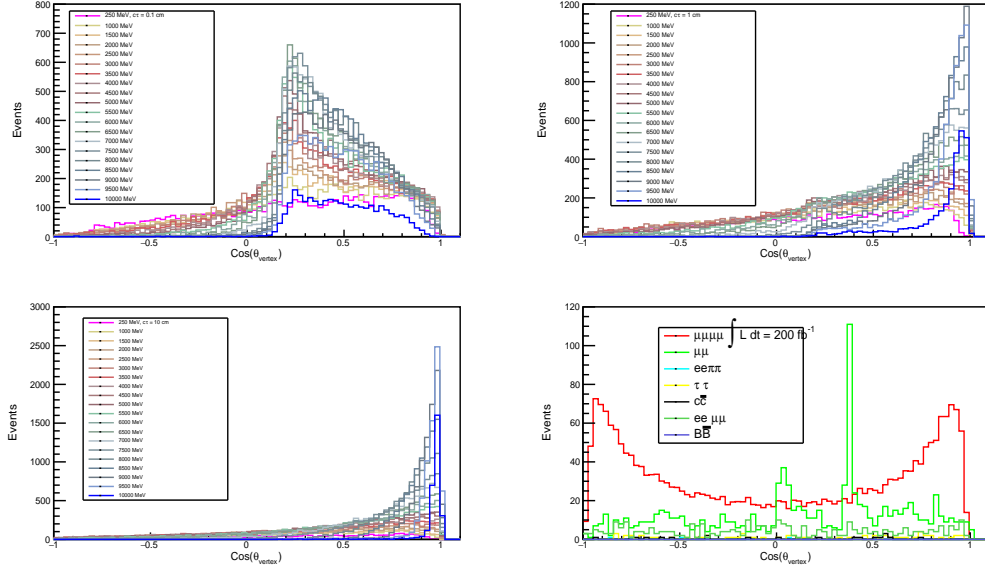 800
700
600
500
400
300
200
100
0
Events
250 MeV, cτ = 0.1 cm
1000 MeV
1500 MeV
2000 MeV
2500 MeV
3000 MeV
3500 MeV
4000 MeV
4500 MeV
5000 MeV
5500 MeV
6000 MeV
6500 MeV
7000 MeV
7500 MeV
8000 MeV
8500 MeV
9000 MeV
9500 MeV
10000 MeV
−1 −0.5 0 0.5 1
Cos(θvertex)
1200
1000
800
600
400
200
0
Events
250 MeV, cτ = 1 cm
1000 MeV
1500 MeV
2000 MeV
2500 MeV
3000 MeV
3500 MeV
4000 MeV
4500 MeV
5000 MeV
5500 MeV
6000 MeV
6500 MeV
7000 MeV
7500 MeV
8000 MeV
8500 MeV
9000 MeV
9500 MeV
10000 MeV
−1 −0.5 0 0.5 1
Cos(θvertex)
3000
2500
2000
1500
1000
500
0
Events
250 MeV, cτ = 10 cm
1000 MeV
1500 MeV
2000 MeV
2500 MeV
3000 MeV
3500 MeV
4000 MeV
4500 MeV
5000 MeV
5500 MeV
6000 MeV
6500 MeV
7000 MeV
7500 MeV
8000 MeV
8500 MeV
9000 MeV
9500 MeV
10000 MeV
−1 −0.5 0 0.5 1
Cos(θvertex)
120
100
80
60
40
20
0
Events
μμμμ ∫ L dt = 200 fb⁻¹
μμ
eeππ
τ τ
cc̅
ee μμ
BB̅
−1 −0.5 0 0.5 1
Cos(θvertex)